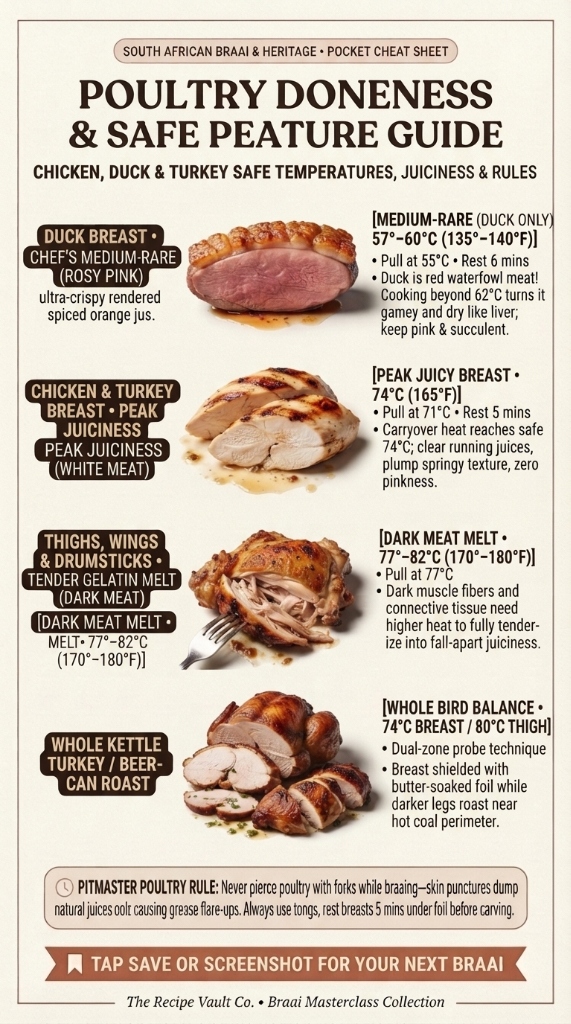 SOUTH AFRICAN BRAAI & HERITAGE • POCKET CHEAT SHEET
POULTRY DONENESS
& SAFE PEATURE GUIDE
CHICKEN, DUCK & TURKEY SAFE TEMPERATURES, JUICINESS & RULES
DUCK BREAST •
CHEF'S MEDIUM-RARE
(ROSY PINK)
ultra-crispy rendered
spiced orange jus.
[MEDIUM-RARE (DUCK ONLY)
57°–60°C (135°–140°F)]
• Pull at 55°C • Rest 6 mins
• Duck is red waterfowl meat!
Cooking beyond 62°C turns it
gamey and dry like liver;
keep pink & succulent.
CHICKEN & TURKEY
BREAST • PEAK
JUICINESS
PEAK JUICINESS
(WHITE MEAT)
[PEAK JUICY BREAST •
74°C (165°F)]
• Pull at 71°C • Rest 5 mins
• Carryover heat reaches safe
74°C; clear running juices,
plump springy texture, zero
pinkness.
THIGHS, WINGS
& DRUMSTICKS •
TENDER GELATIN MELT
(DARK MEAT)
[DARK MEAT MELT •
MELT• 77°–82°C
(170°–180°F)]
[DARK MEAT MELT •
77°–82°C (170°–180°F)]
• Pull at 77°C
• Dark muscle fibers and
connective tissue need
higher heat to fully tender-
ize into fall-apart juiciness.
WHOLE KETTLE
TURKEY / BEER-
CAN ROAST
[WHOLE BIRD BALANCE •
74°C BREAST / 80°C THIGH]
• Dual-zone probe technique
• Breast shielded with
butter-soaked foil while
darker legs roast near
hot coal perimeter.
PITMASTER POULTRY RULE: Never pierce poultry with forks while braaing—skin punctures dump
natural juices oolt causing grease flare-ups. Always use tongs, rest breasts 5 mins under foil before carving.
TAP SAVE OR SCREENSHOT FOR YOUR NEXT BRAAI
The Recipe Vault Co. • Braai Masterclass Collection